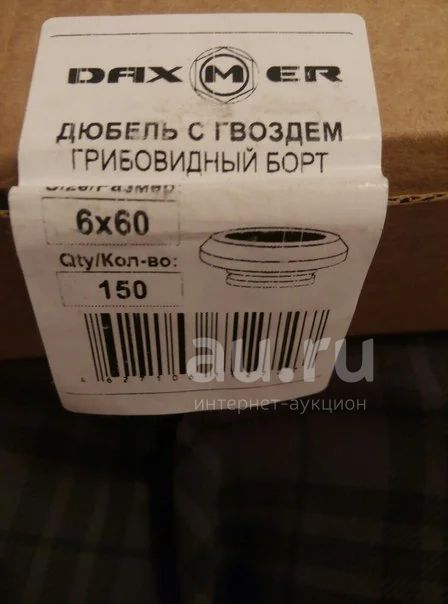 DAXMER
ДЮБЕЛЬ С ГВОЗДЕМ
ГРИБОВИДНЫЙ БОРТ
Size/Размер:
6x60
Qty/Кол-во:
150
au.ru
интернет-аукцион